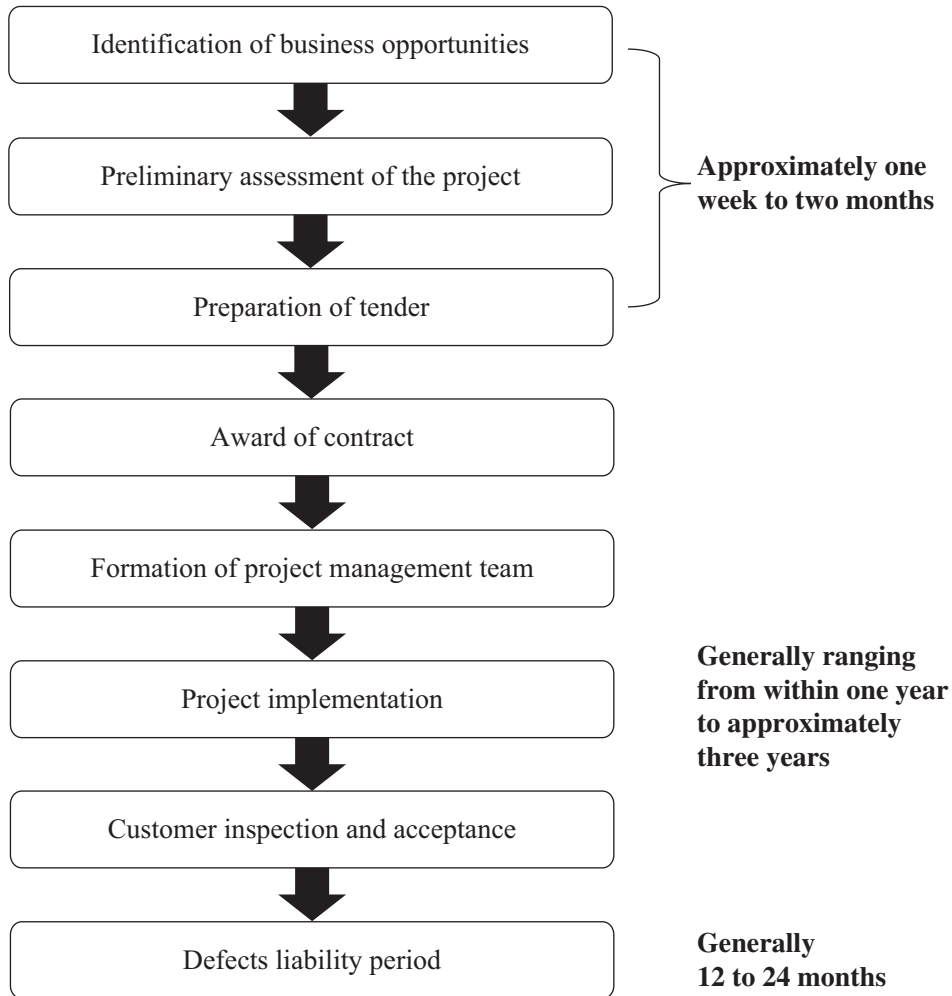 Identification of business opportunities
Preliminary assessment of the project
Approximately one
week to two months
Preparation of tender
Award of contract
Formation of project management team
Project implementation
Generally ranging
from within one year
to approximately
three years
Customer inspection and acceptance
Defects liability period
Generally
12 to 24 months